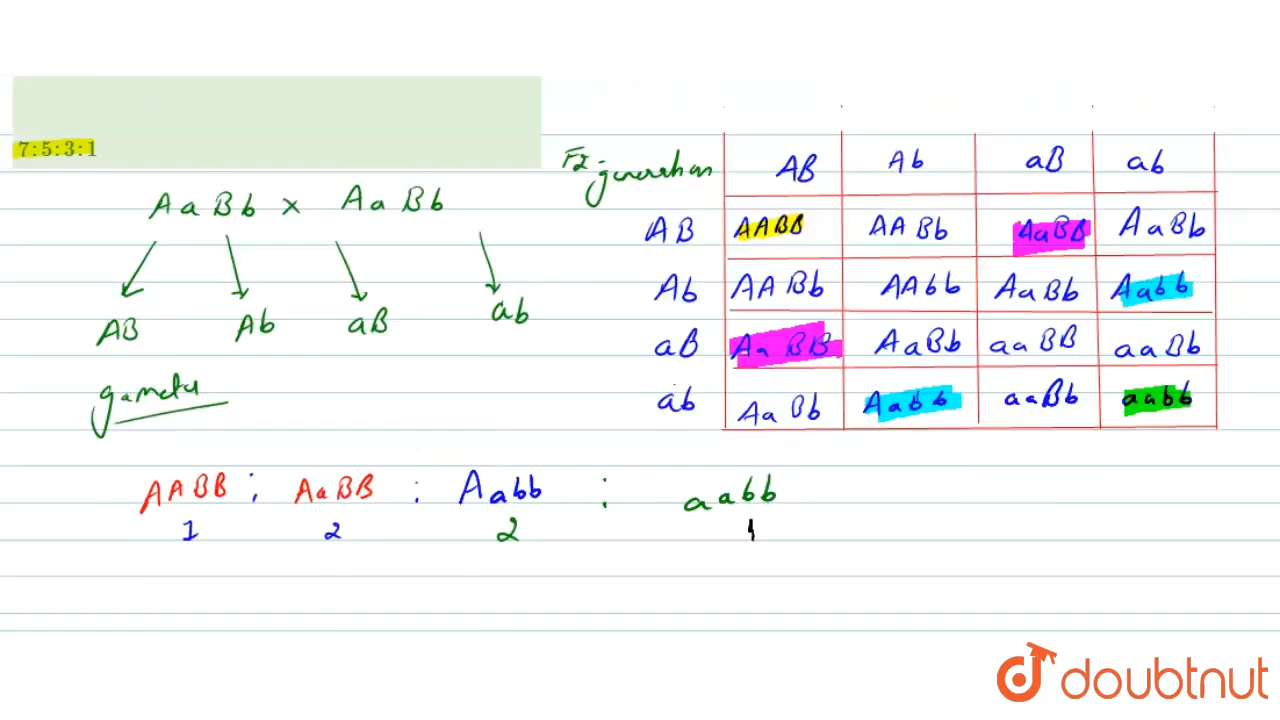 7:5:3:1
AaBb × AaBb
AB Ab aB ab
gametes
F2 generation AB Ab aB ab
AB AABB AABb AaBB AaBb
Ab AABb AAbb AaBb Aabb
aB AaBB AaBb aaBB aaBb
ab AaBb Aabb aaBb aabb
AABB : AaBB : Aabb : aabb
1 2 2 1
doubtnut